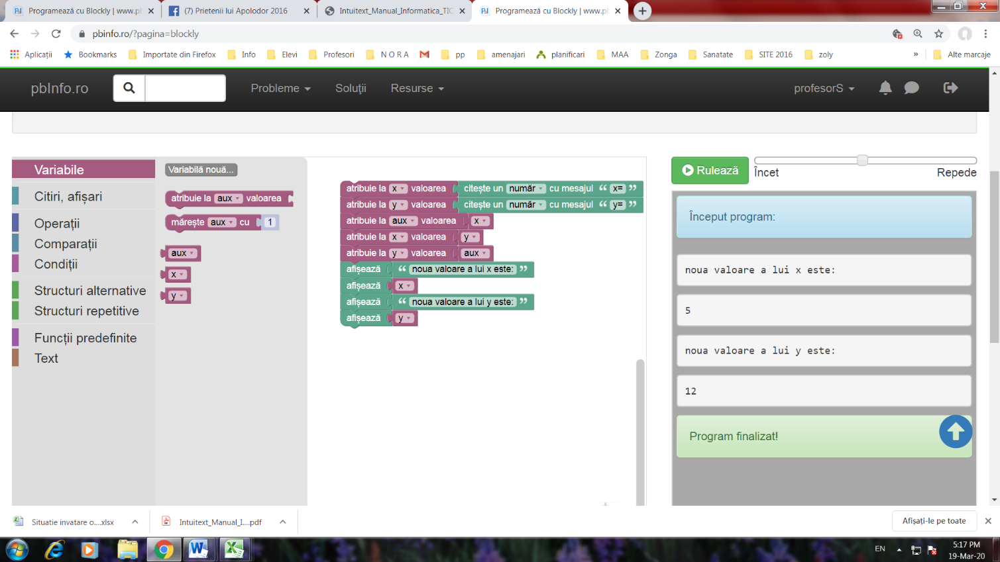 Programează cu Blockly | www.pb
(7) Prietenii lui Apolodor 2016
Intuitext_Manual_Informatica_TIC
Programează cu Blockly | www.pb
pbinfo.ro/?pagina=blockly
Aplicații
Bookmarks
Importate din Firefox
Info
Elevi
Profesori
N O R A
pp
amenajari
planificari
MAA
Zonga
Sanatate
SITE 2016
zoly
»
Alte marcaje
pbInfo.ro
Probleme
Soluţii
Resurse
profesorS
Variabile
Citiri, afișari
Operații
Comparații
Condiții
Structuri alternative
Structuri repetitive
Funcții predefinite
Text
Variabilă nouă...
atribuie la aux valoarea
mărește aux cu 1
aux
x
y
atribuie la x valoarea citește un număr cu mesajul “ x= ”
atribuie la y valoarea citește un număr cu mesajul “ y= ”
atribuie la aux valoarea x
atribuie la x valoarea y
atribuie la y valoarea aux
afișează “ noua valoare a lui x este: ”
afișează x
afișează “ noua valoare a lui y este: ”
afișează y
Rulează
Încet
Repede
Început program:
noua valoare a lui x este:
5
noua valoare a lui y este:
12
Program finalizat!
Situatie invatare o....xlsx
Intuitext_Manual_I....pdf
Afișați-le pe toate
EN
5:17 PM
19-Mar-20